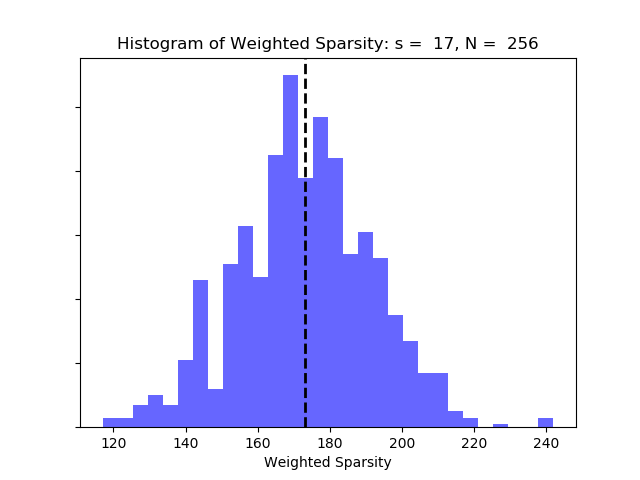 Histogram of Weighted Sparsity: s =  17, N =  256
120 140 160 180 200 220 240
Weighted Sparsity